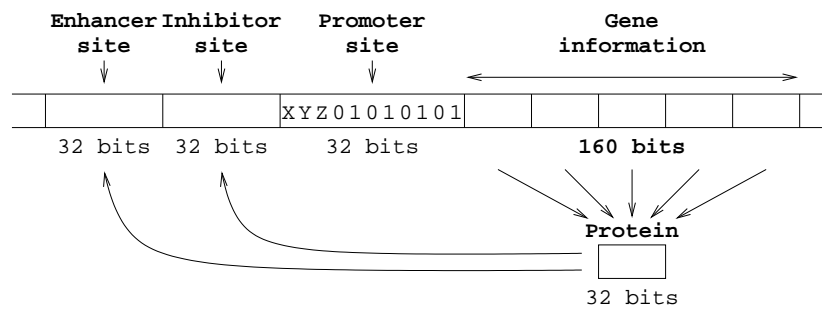 Enhancer Inhibitor Promoter Gene
site site site information
XYZ01010101
32 bits 32 bits 32 bits 160 bits
Protein
32 bits